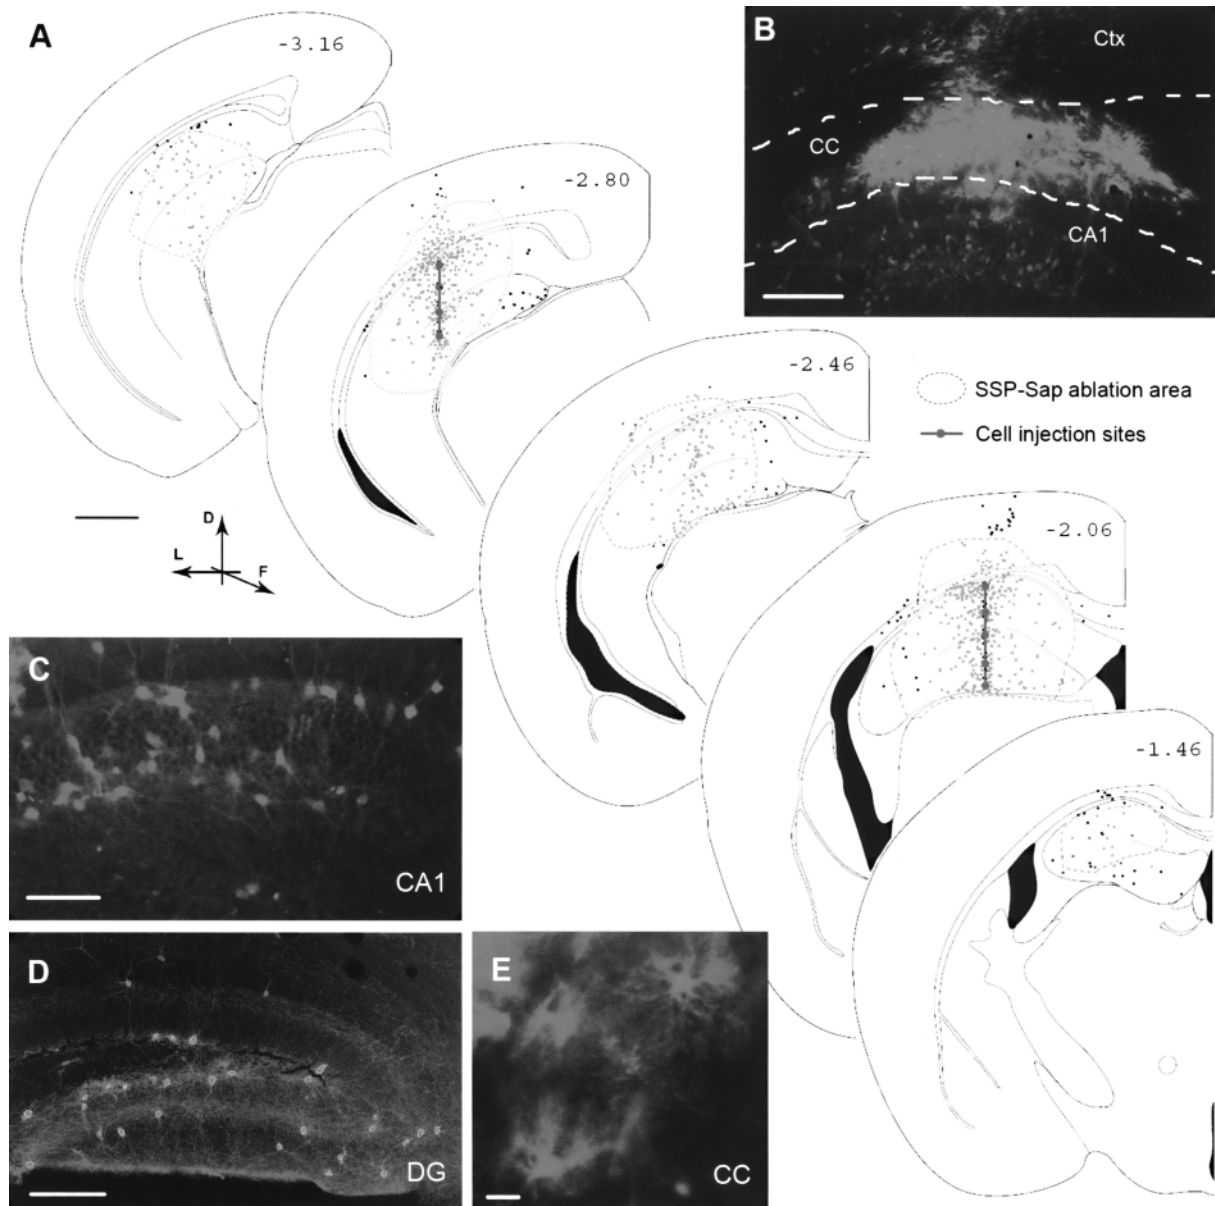 A
-3.16
B
Ctx
CC
CA1
-2.80
-2.46
SSP-Sap ablation area
Cell injection sites
-2.06
D
L
F
-1.46
C
CA1
D
DG
E
CC